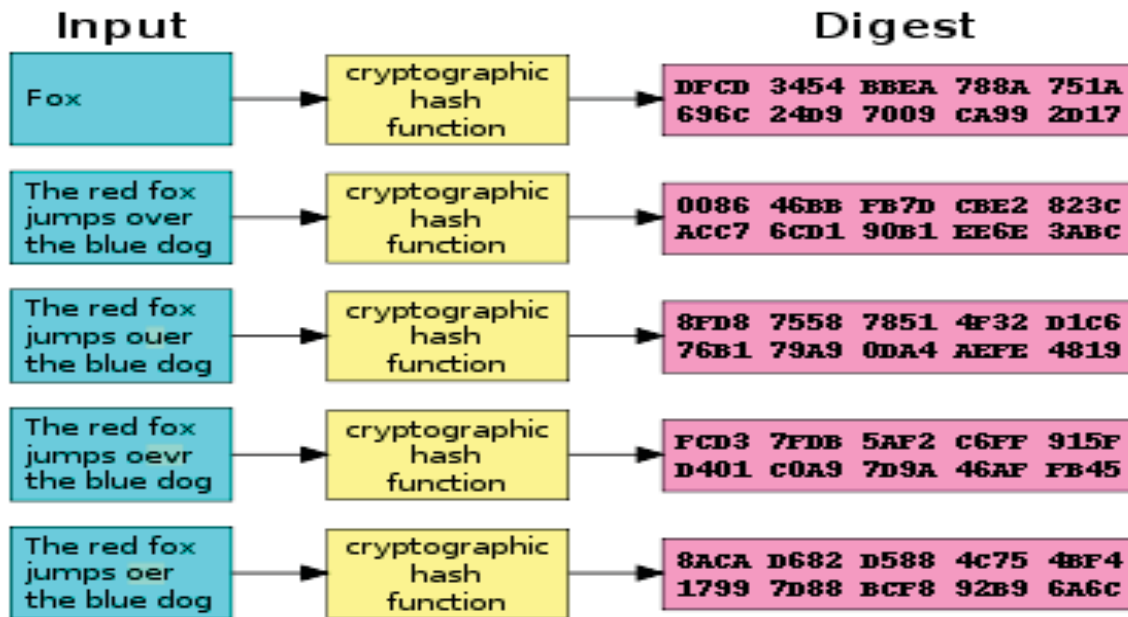 Input
Digest
Fox
cryptographic
hash
function
DFCD 3454 BBEA 788A 751A
696C 24D9 7009 CA99 2D17
The red fox
jumps over
the blue dog
cryptographic
hash
function
0086 46BB FB7D CBE2 823C
ACC7 6CD1 90B1 EE6E 3ABC
The red fox
jumps ouer
the blue dog
cryptographic
hash
function
8FD8 7558 7851 4F32 D1C6
76B1 79A9 0DA4 AEFE 4819
The red fox
jumps oevr
the blue dog
cryptographic
hash
function
FCD3 7FDB 5AF2 C6FF 915F
D401 C0A9 7D9A 46AF FB45
The red fox
jumps oer
the blue dog
cryptographic
hash
function
8ACA D682 D588 4C75 4BF4
1799 7D88 BCF8 92B9 6A6C